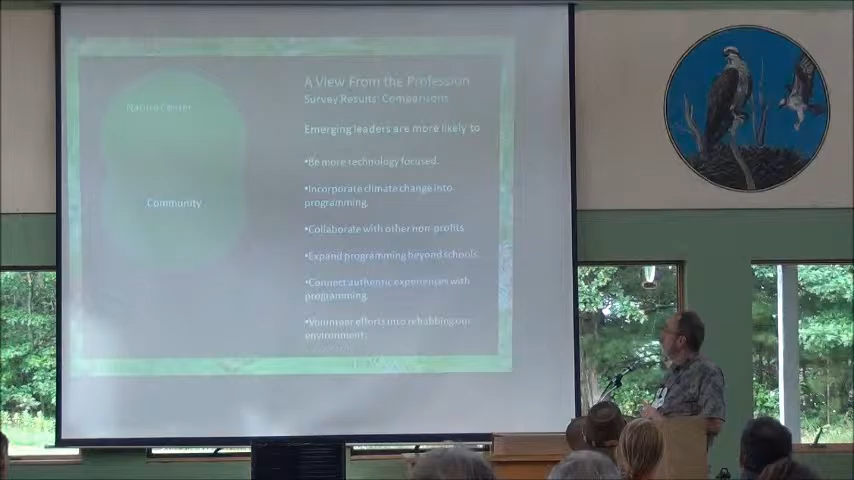 Nature Center
Community
A View From the Profession
Survey Results: Comparisons
Emerging leaders are more likely to
•Be more technology focused.
•Incorporate climate change into
programming.
•Collaborate with other non-profits
•Expand programming beyond schools.
•Connect authentic experiences with
programming.
•Volunteer efforts into rehabbing our
environment.